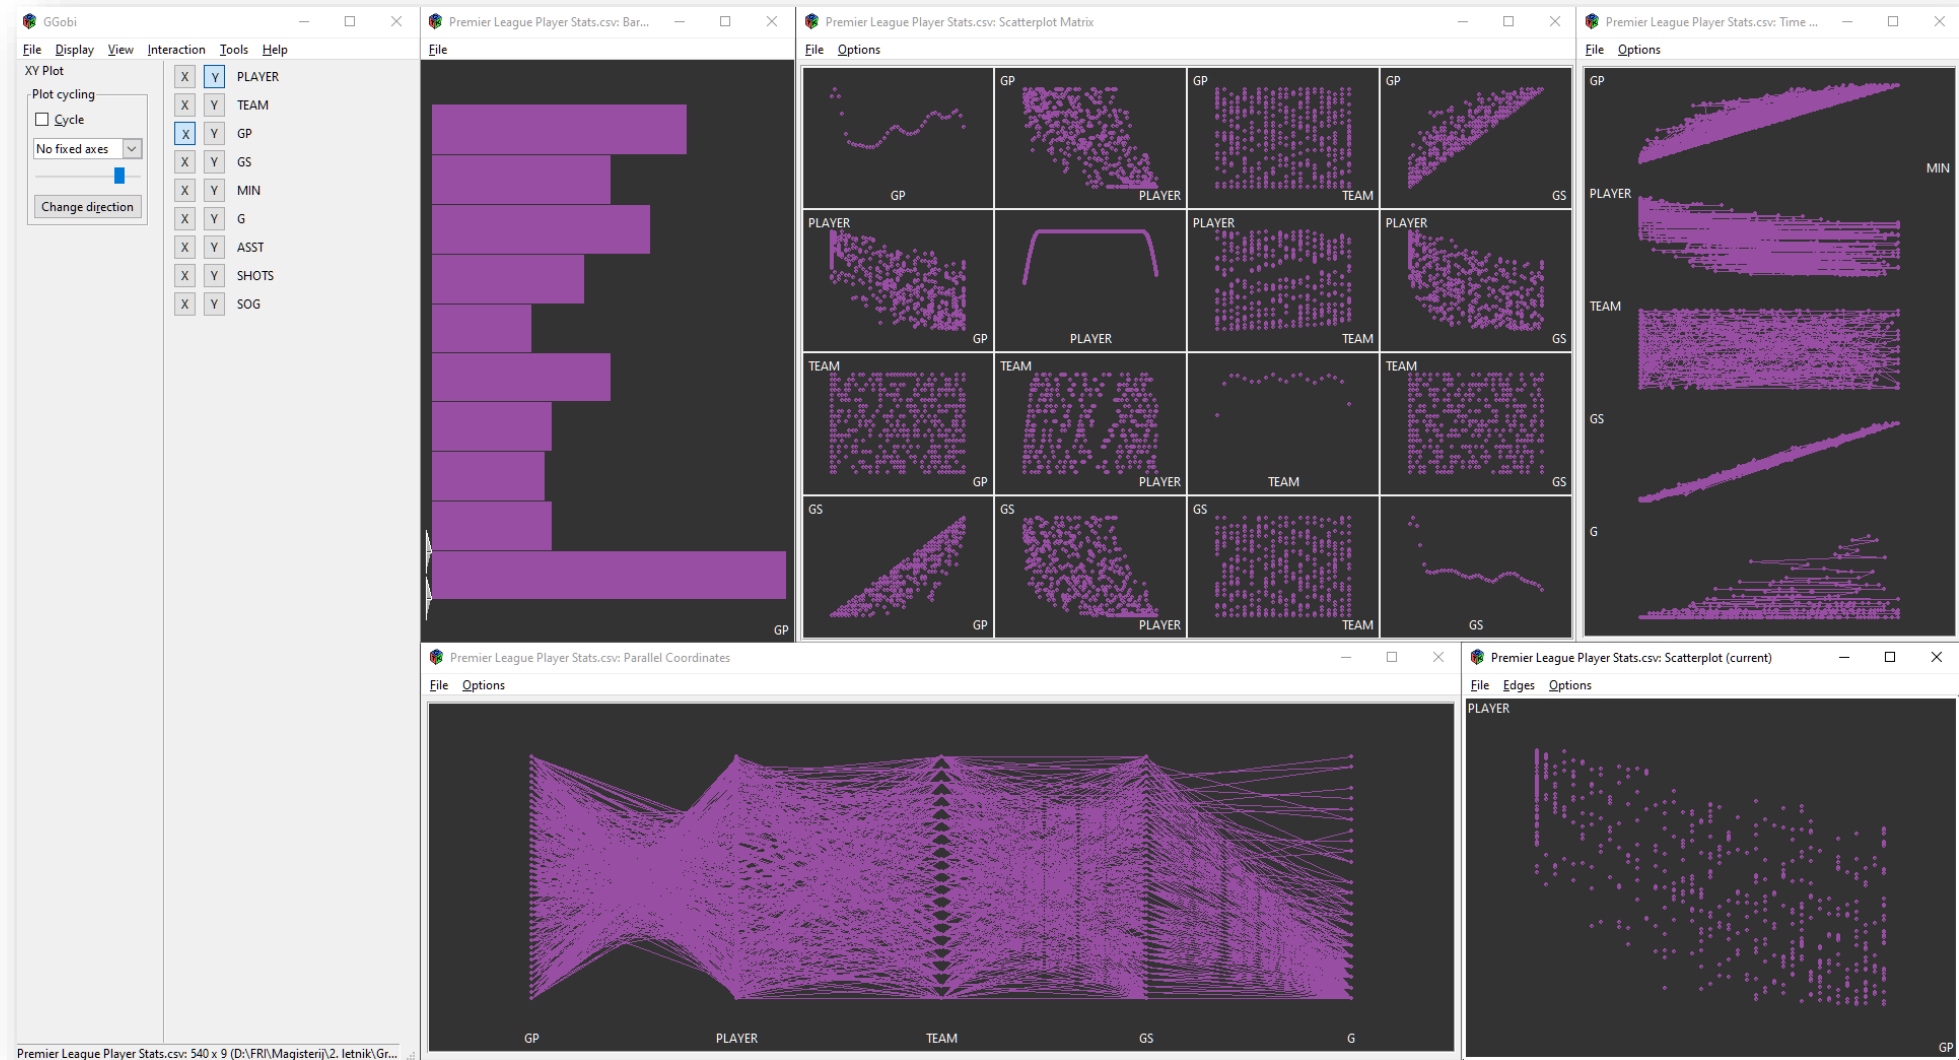 GGobi
File Display View Interaction Tools Help
XY Plot
Plot cycling
Cycle
No fixed axes
Change direction
X Y PLAYER
X Y TEAM
X Y GP
X Y GS
X Y MIN
X Y G
X Y ASST
X Y SHOTS
X Y SOG
Premier League Player Stats.csv: 540 x 9 (D:\FRI\Magisterij\2. letnik\Gr...
Premier League Player Stats.csv: Bar...
File
GP
Premier League Player Stats.csv: Scatterplot Matrix
File Options
GP
GP
PLAYER
GP
TEAM
GP
GS
PLAYER
GP
PLAYER
PLAYER
TEAM
PLAYER
GS
TEAM
GP
TEAM
PLAYER
TEAM
TEAM
GS
GS
GP
GS
PLAYER
GS
TEAM
GS
Premier League Player Stats.csv: Time ...
File Options
GP
MIN
PLAYER
TEAM
GS
G
Premier League Player Stats.csv: Parallel Coordinates
File Options
GP PLAYER TEAM GS G
Premier League Player Stats.csv: Scatterplot (current)
File Edges Options
PLAYER
GP